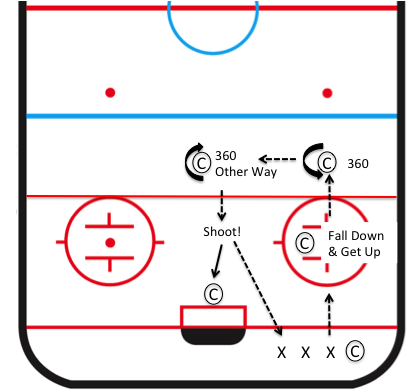 C 360
Other Way
C 360
Shoot!
C Fall Down
& Get Up
C
X X X C